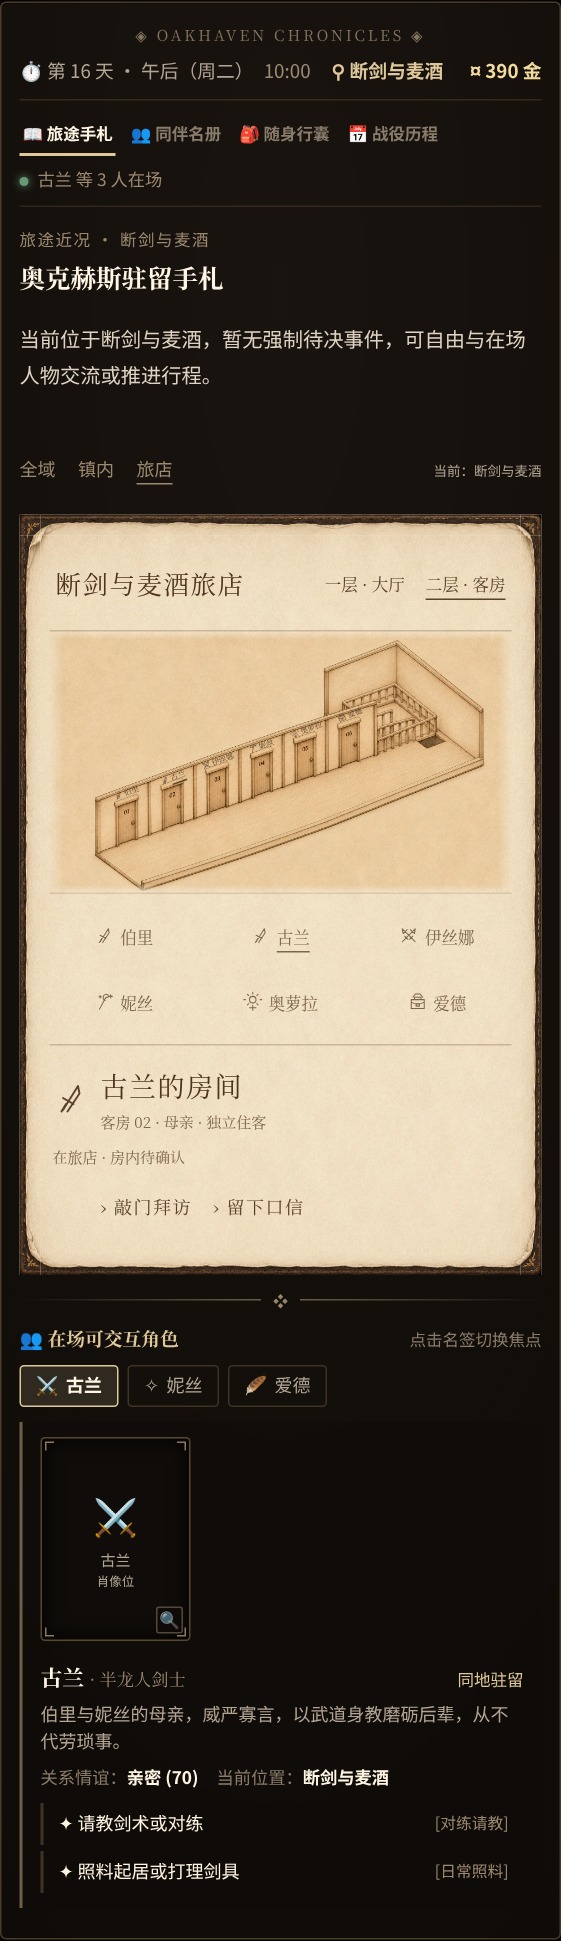 ◈ OAKHAVEN CHRONICLES ◈
第 16 天 · 午后（周二） 10:00 断剑与麦酒 ¤ 390 金
旅途手札 同伴名册 随身行囊 战役历程
古兰 等 3 人在场
旅途近况 · 断剑与麦酒
奥克赫斯驻留手札
当前位于断剑与麦酒，暂无强制待决事件，可自由与在场
人物交流或推进行程。
全域 镇内 旅店 当前：断剑与麦酒
断剑与麦酒旅店 一层 · 大厅 二层 · 客房
01 02 03 04 05
伯里 古兰 伊丝娜
妮丝 奥萝拉 爱德
古兰的房间
客房 02 · 母亲 · 独立住客
在旅店 · 房内待确认
› 敲门拜访 › 留下口信
在场可交互角色 点击名签切换焦点
古兰 妮丝 爱德
古兰
肖像位
古兰 · 半龙人剑士 同地驻留
伯里与妮丝的母亲，威严寡言，以武道身教磨砺后辈，从不
代劳琐事。
关系情谊：亲密 (70) 当前位置：断剑与麦酒
✦ 请教剑术或对练 [对练请教]
✦ 照料起居或打理剑具 [日常照料]